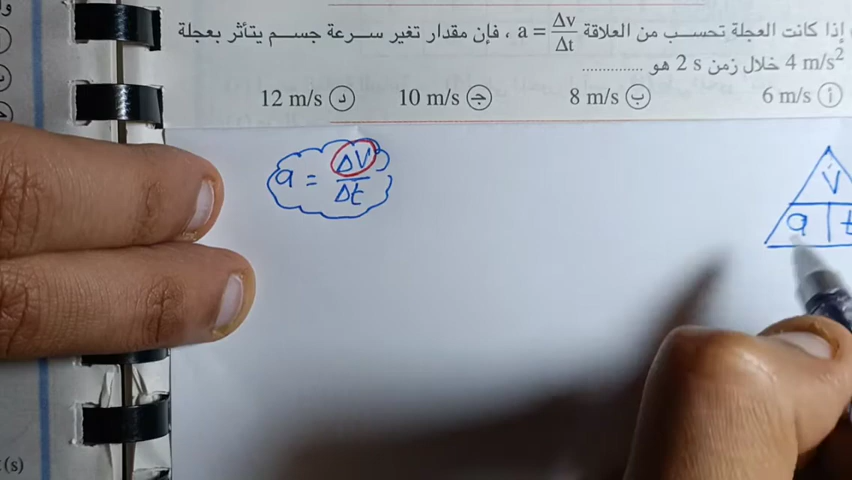 إذا كانت العجلة تحسب من العلاقة a = Δv/Δt ، فإن مقدار تغير سرعة جسم يتأثر بعجلة
4 m/s² خلال زمن 2 s هو ...............
أ 6 m/s ب 8 m/s ج 10 m/s د 12 m/s
a = ΔV/Δt
V
a t
(s)